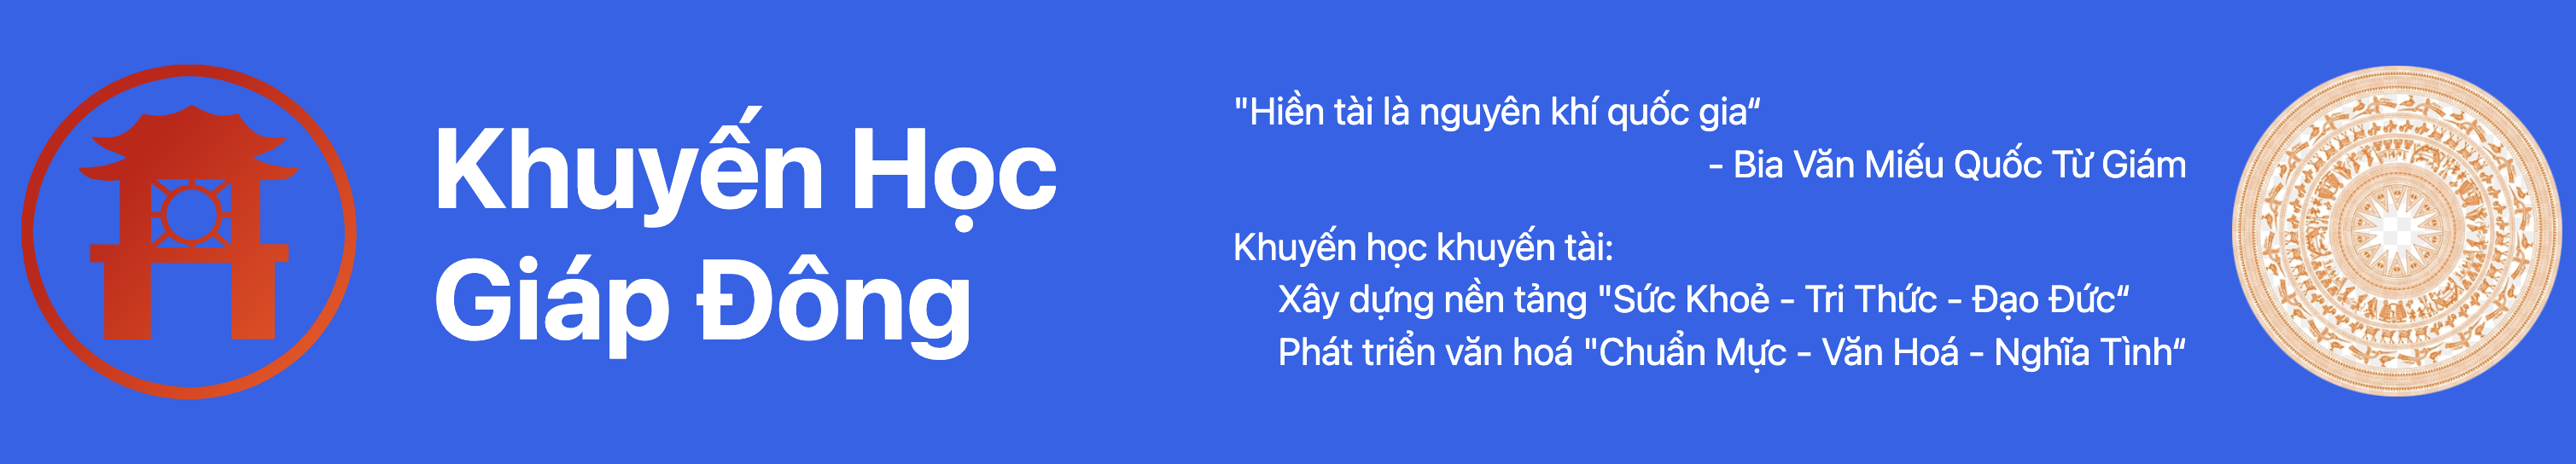 Khuyến Học
Giáp Đông
"Hiền tài là nguyên khí quốc gia“
- Bia Văn Miếu Quốc Từ Giám
Khuyến học khuyến tài:
Xây dựng nền tảng "Sức Khoẻ - Tri Thức - Đạo Đức“
Phát triển văn hoá "Chuẩn Mực - Văn Hoá - Nghĩa Tình“